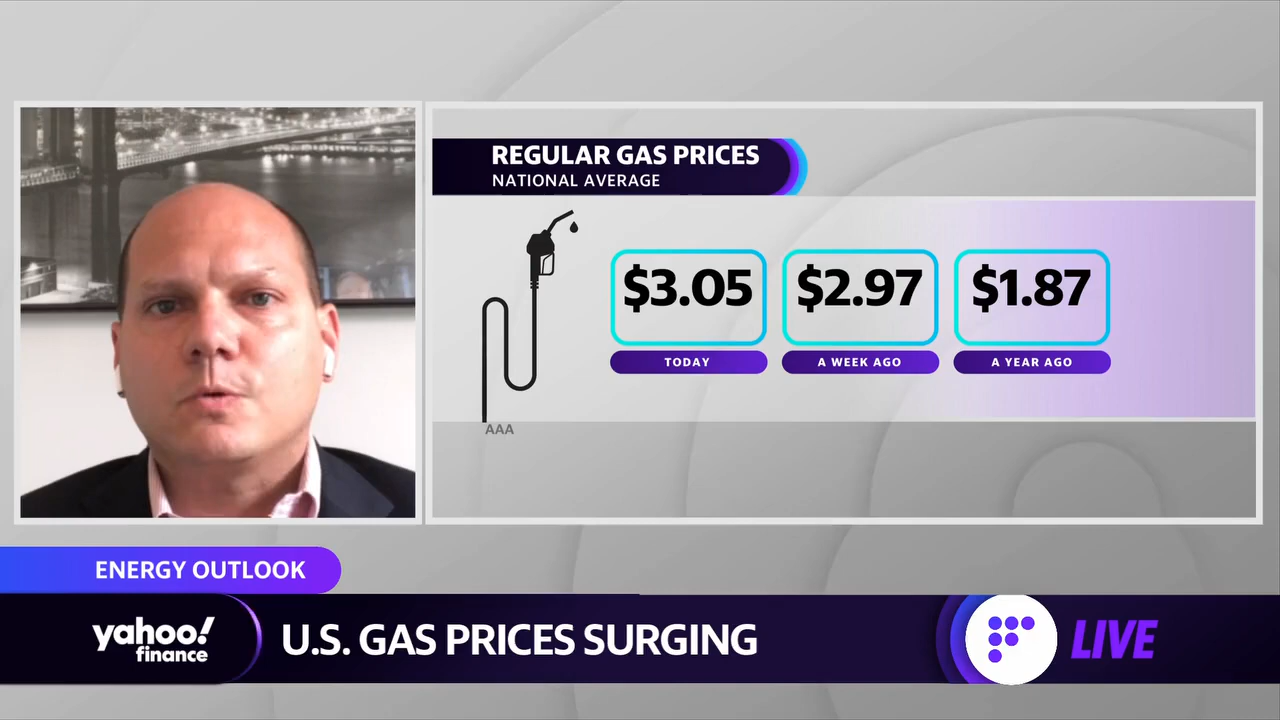 REGULAR GAS PRICES
NATIONAL AVERAGE
$3.05 $2.97 $1.87
TODAY A WEEK AGO A YEAR AGO
AAA
ENERGY OUTLOOK
yahoo!
finance
U.S. GAS PRICES SURGING
LIVE